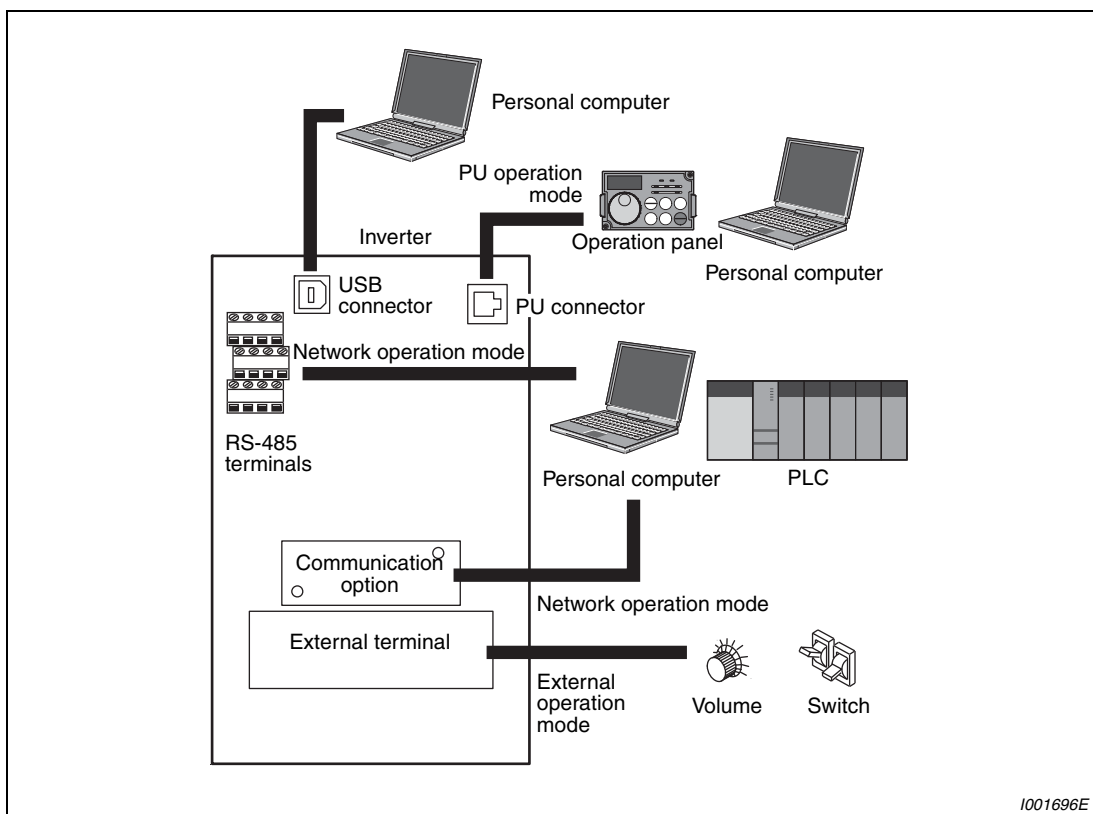 Personal computer
PU operation
mode
Operation panel
Personal computer
Inverter
USB
connector
PU connector
Network operation mode
RS-485
terminals
Personal computer
PLC
Communication
option
Network operation mode
External terminal
External
operation
mode
Volume
Switch
I001696E